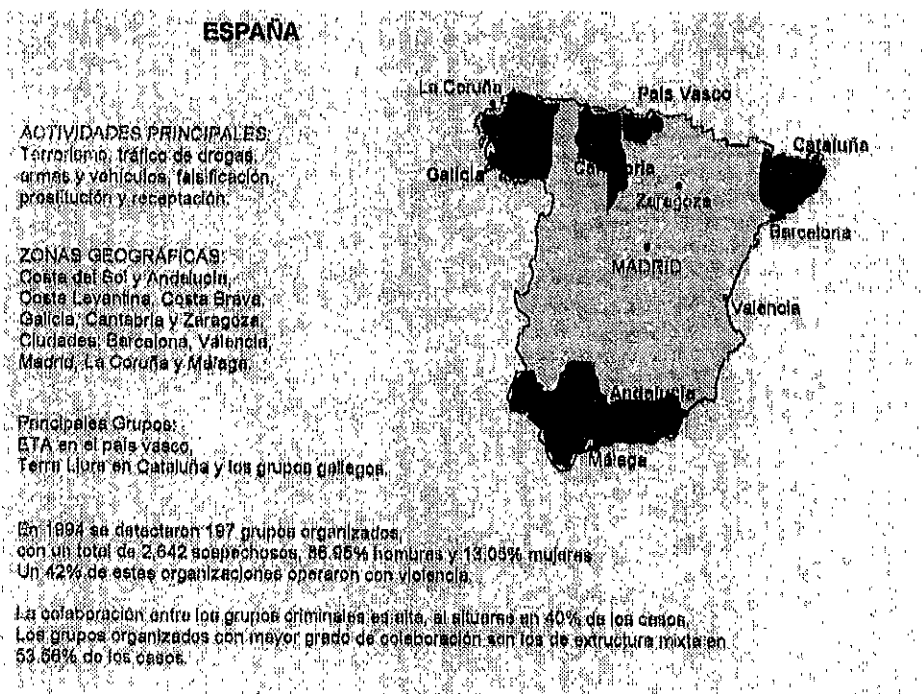 ESPAÑA
La Coruña
País Vasco
Cataluña
Galicia
Zaragoza
Barcelona
MADRID
Valencia
Andalucía
Málaga
ACTIVIDADES PRINCIPALES:
Terrorismo, tráfico de drogas,
armas y vehículos, falsificación,
prostitución y receptación.
ZONAS GEOGRÁFICAS:
Costa del Sol y Andalucía,
Costa Levantina, Costa Brava,
Galicia, Cantabria y Zaragoza.
Ciudades: Barcelona, Valencia,
Madrid, La Coruña y Málaga.
Principales Grupos:
ETA en el país vasco,
Terra Lliure en Cataluña y los grupos gallegos.
En 1994 se detectaron 197 grupos organizados,
con un total de 2,642 sospechosos, 86.95% hombres y 13.05% mujeres
Un 42% de estas organizaciones operaron con violencia.
La colaboración entre los grupos criminales es alta, al situarse en 40% de los casos.
Los grupos organizados con mayor grado de colaboración son los de extructura mixta en
53.56% de los casos.